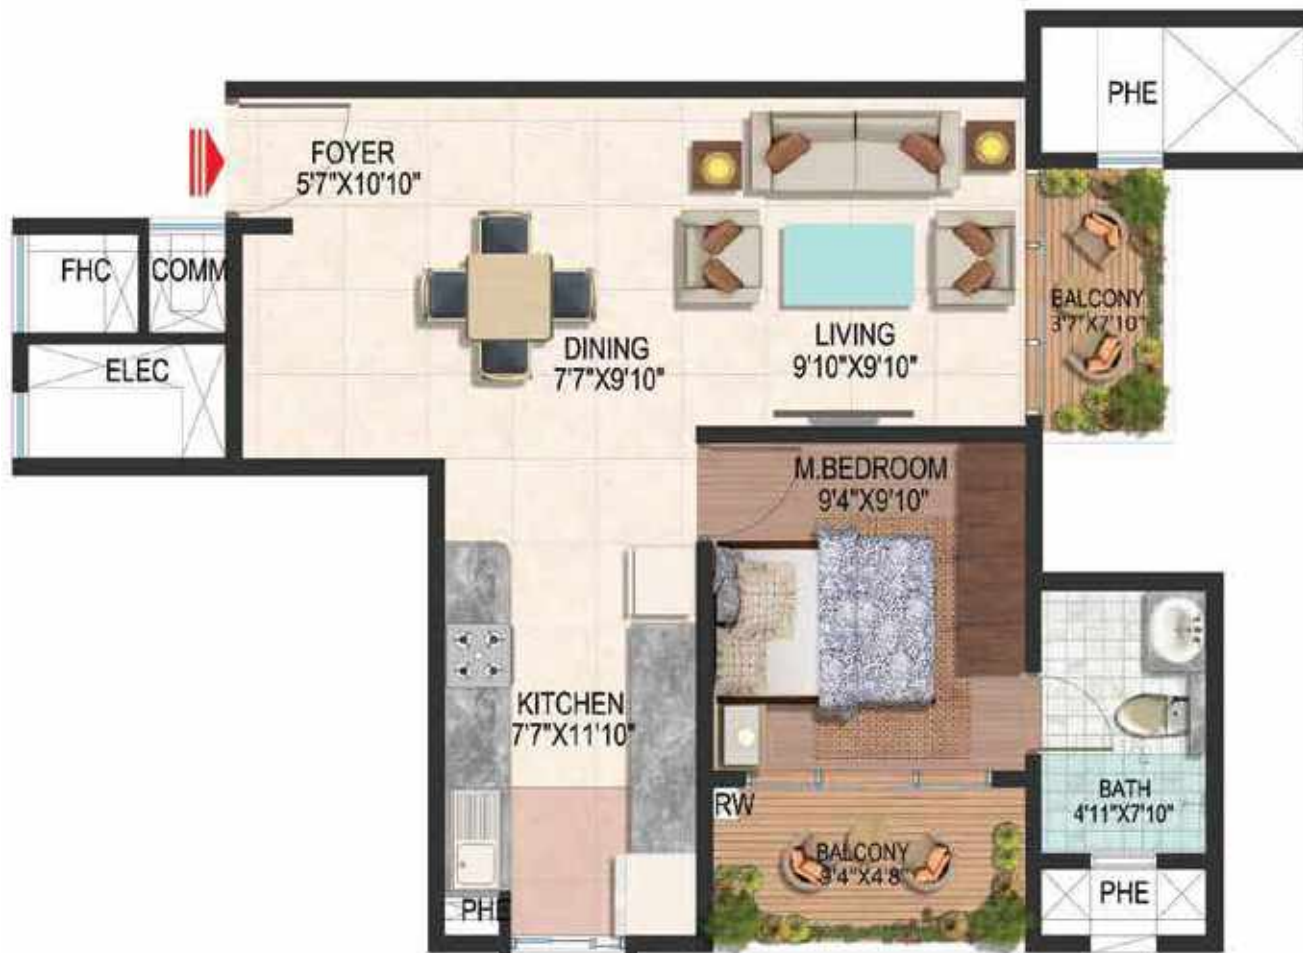 PHE
FOYER
5'7"X10'10"
FHC
COMM
ELEC
DINING
7'7"X9'10"
LIVING
9'10"X9'10"
BALCONY
3'7"X7'10"
M.BEDROOM
9'4"X9'10"
KITCHEN
7'7"X11'10"
RW
BALCONY
9'4"X4'8"
BATH
4'11"X7'10"
PHE
PHE